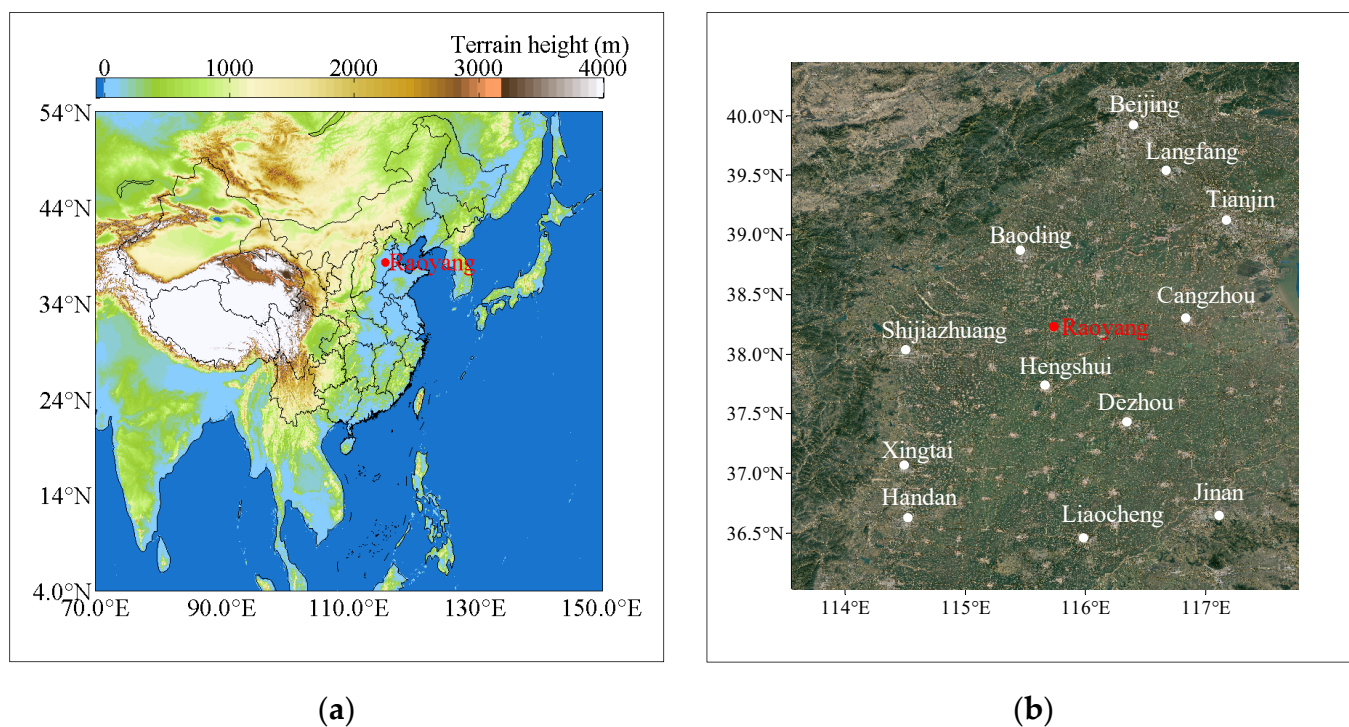 Terrain height (m)
0 1000 2000 3000 4000
54°N
44°N
34°N
24°N
14°N
4.0°N
70.0°E 90.0°E 110.0°E 130.0°E 150.0°E
Raoyang
(a)
40.0°N
39.5°N
39.0°N
38.5°N
38.0°N
37.5°N
37.0°N
36.5°N
114°E 115°E 116°E 117°E
Beijing
Langfang
Tianjin
Baoding
Cangzhou
Raoyang
Shijiazhuang
Hengshui
Dezhou
Xingtai
Handan
Jinan
Liaocheng
(b)